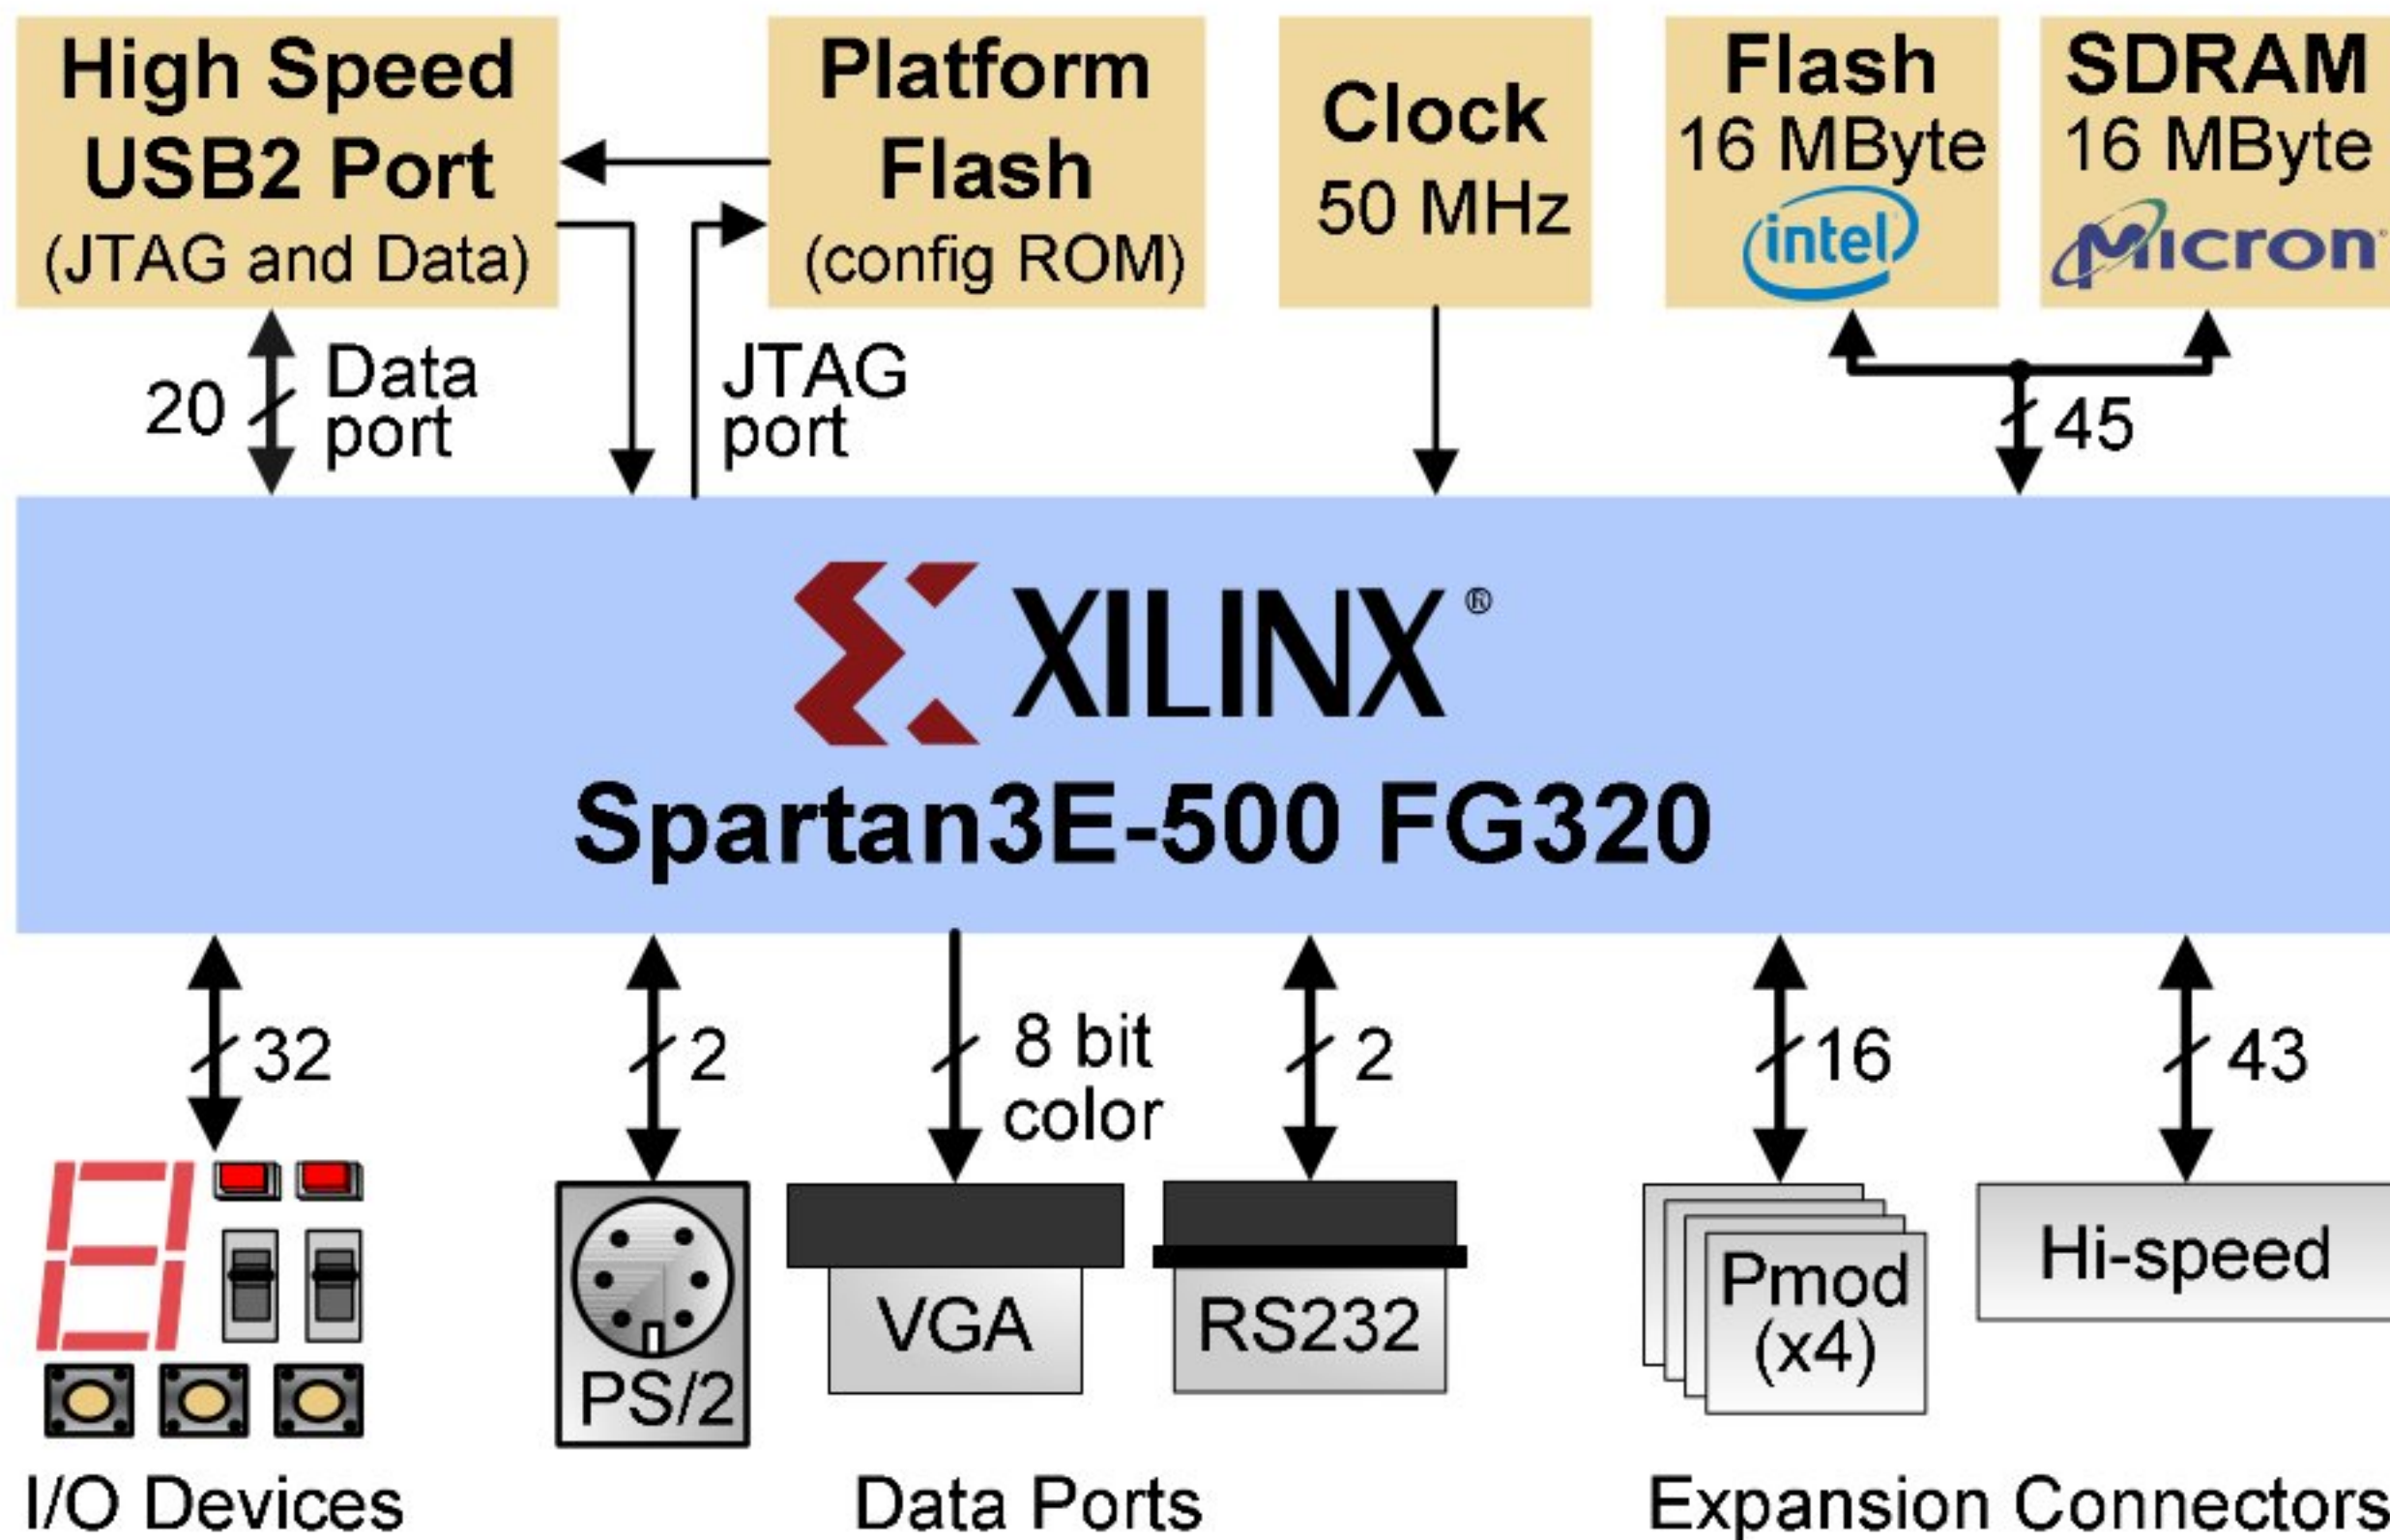 High Speed
USB2 Port
(JTAG and Data)
Platform
Flash
(config ROM)
Clock
50 MHz
Flash
16 MByte
intel
SDRAM
16 MByte
Micron
20
Data
port
JTAG
port
45
XILINX®
Spartan3E-500 FG320
32
2
8 bit
color
2
16
43
PS/2
VGA
RS232
Pmod
(x4)
Hi-speed
I/O Devices
Data Ports
Expansion Connectors